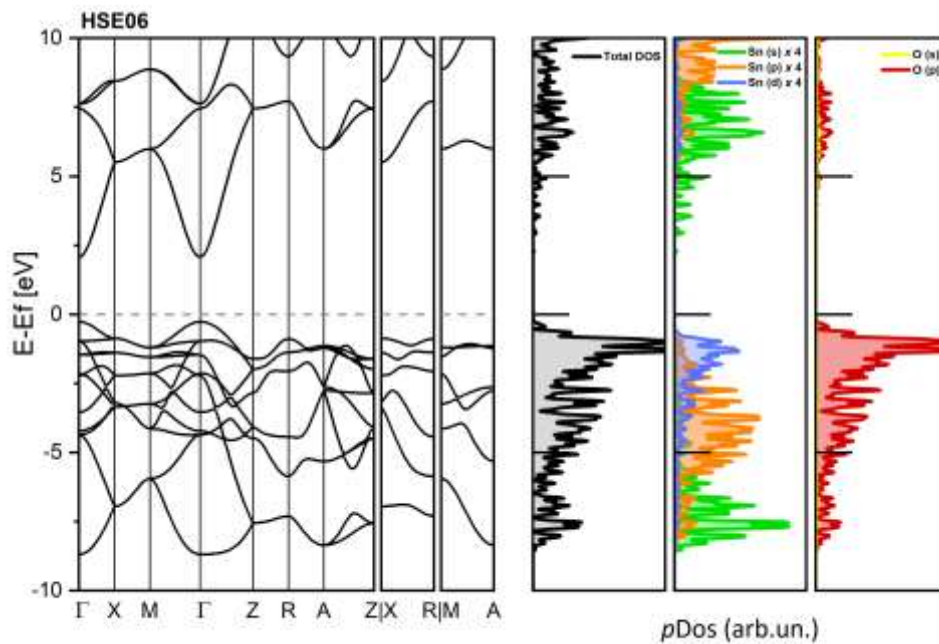 HSE06
10
5
0
-5
-10
E-Ef [eV]
Γ X M Γ Z R A Z|X R|M A
Total DOS
Sn (s) x 4
Sn (p) x 4
Sn (d) x 4
O (s)
O (p)
pDos (arb.un.)